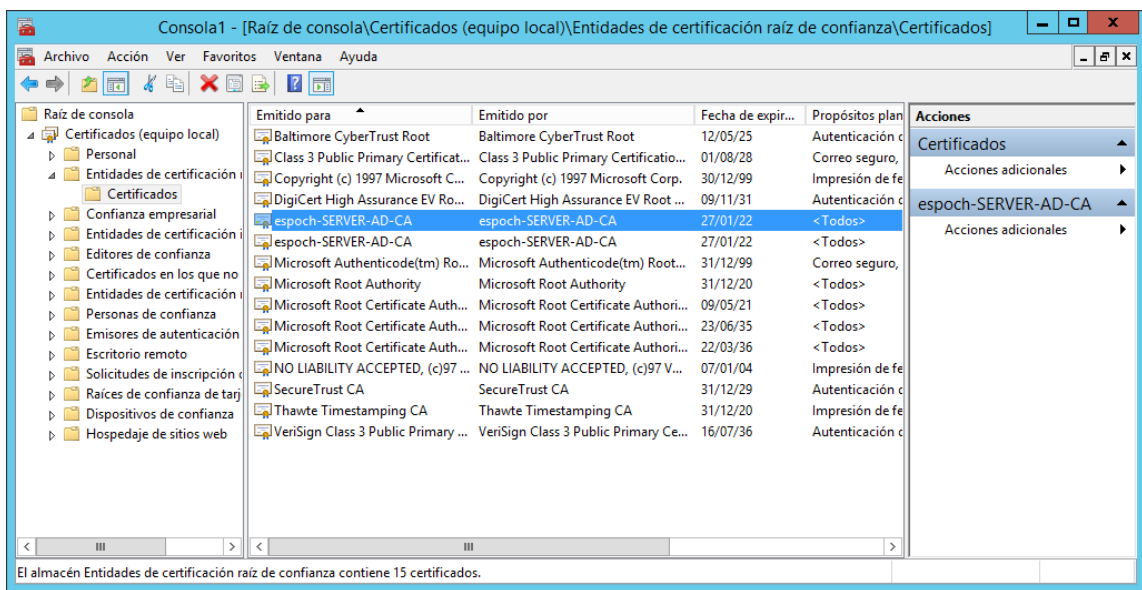 Consola1 - [Raíz de consola\Certificados (equipo local)\Entidades de certificación raíz de confianza\Certificados]
Archivo Acción Ver Favoritos Ventana Ayuda
Raíz de consola
Certificados (equipo local)
Personal
Entidades de certificación
Certificados
Confianza empresarial
Entidades de certificación i
Editores de confianza
Certificados en los que no
Entidades de certificación
Personas de confianza
Emisores de autenticación
Escritorio remoto
Solicitudes de inscripción
Raíces de confianza de tarj
Dispositivos de confianza
Hospedaje de sitios web
Emitido para Emitido por Fecha de expir... Propósitos plan
Baltimore CyberTrust Root Baltimore CyberTrust Root 12/05/25 Autenticación
Class 3 Public Primary Certificat... Class 3 Public Primary Certificatio... 01/08/28 Correo seguro,
Copyright (c) 1997 Microsoft C... Copyright (c) 1997 Microsoft Corp. 30/12/99 Impresión de fe
DigiCert High Assurance EV Ro... DigiCert High Assurance EV Root ... 09/11/31 Autenticación
espoch-SERVER-AD-CA espoch-SERVER-AD-CA 27/01/22 <Todos>
espoch-SERVER-AD-CA espoch-SERVER-AD-CA 27/01/22 <Todos>
Microsoft Authenticode(tm) Ro... Microsoft Authenticode(tm) Root... 31/12/99 Correo seguro,
Microsoft Root Authority Microsoft Root Authority 31/12/20 <Todos>
Microsoft Root Certificate Auth... Microsoft Root Certificate Authori... 09/05/21 <Todos>
Microsoft Root Certificate Auth... Microsoft Root Certificate Authori... 23/06/35 <Todos>
Microsoft Root Certificate Auth... Microsoft Root Certificate Authori... 22/03/36 <Todos>
NO LIABILITY ACCEPTED, (c)97 ... NO LIABILITY ACCEPTED, (c)97 V... 07/01/04 Impresión de fe
SecureTrust CA SecureTrust CA 31/12/29 Autenticación
Thawte Timestamping CA Thawte Timestamping CA 31/12/20 Impresión de fe
VeriSign Class 3 Public Primary ... VeriSign Class 3 Public Primary Ce... 16/07/36 Autenticación
Acciones
Certificados
Acciones adicionales
espoch-SERVER-AD-CA
Acciones adicionales
El almacén Entidades de certificación raíz de confianza contiene 15 certificados.